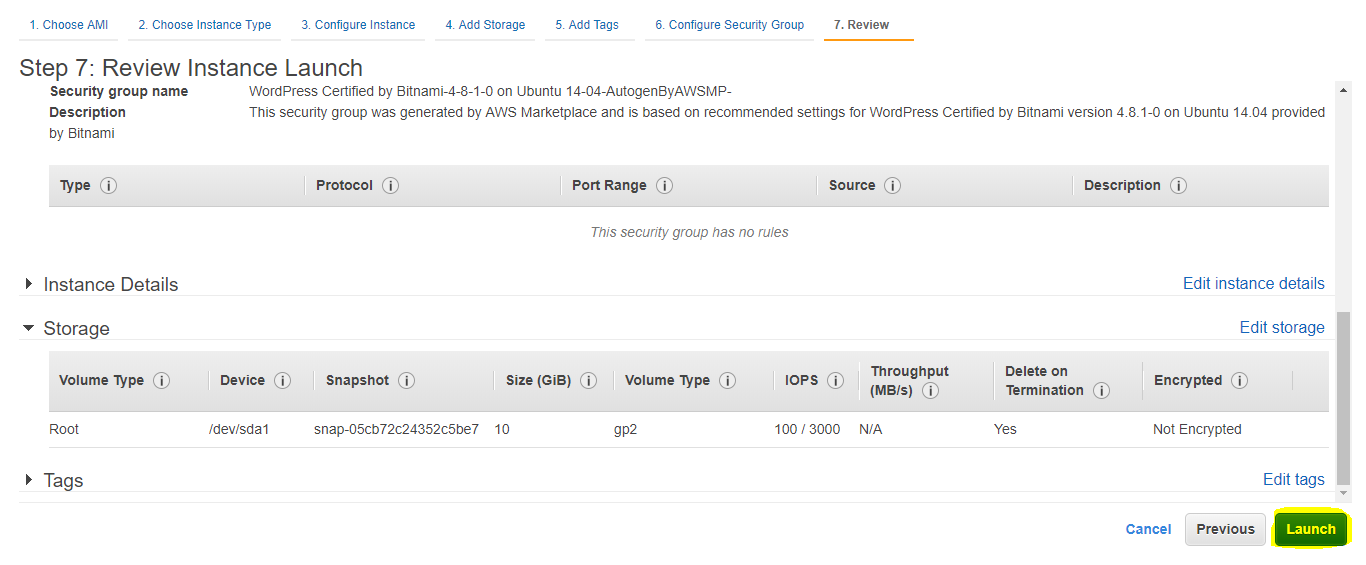 1. Choose AMI 2. Choose Instance Type 3. Configure Instance 4. Add Storage 5. Add Tags 6. Configure Security Group 7. Review
Step 7: Review Instance Launch
Security group name WordPress Certified by Bitnami-4-8-1-0 on Ubuntu 14-04-AutogenByAWSMP-
Description This security group was generated by AWS Marketplace and is based on recommended settings for WordPress Certified by Bitnami version 4.8.1-0 on Ubuntu 14.04 provided
by Bitnami
Type i Protocol i Port Range i Source i Description i
This security group has no rules
Instance Details Edit instance details
Storage Edit storage
Volume Type i Device i Snapshot i Size (GiB) i Volume Type i IOPS i Throughput (MB/s) i Delete on Termination i Encrypted i
Root /dev/sda1 snap-05cb72c24352c5be7 10 gp2 100 / 3000 N/A Yes Not Encrypted
Tags Edit tags
Cancel Previous Launch